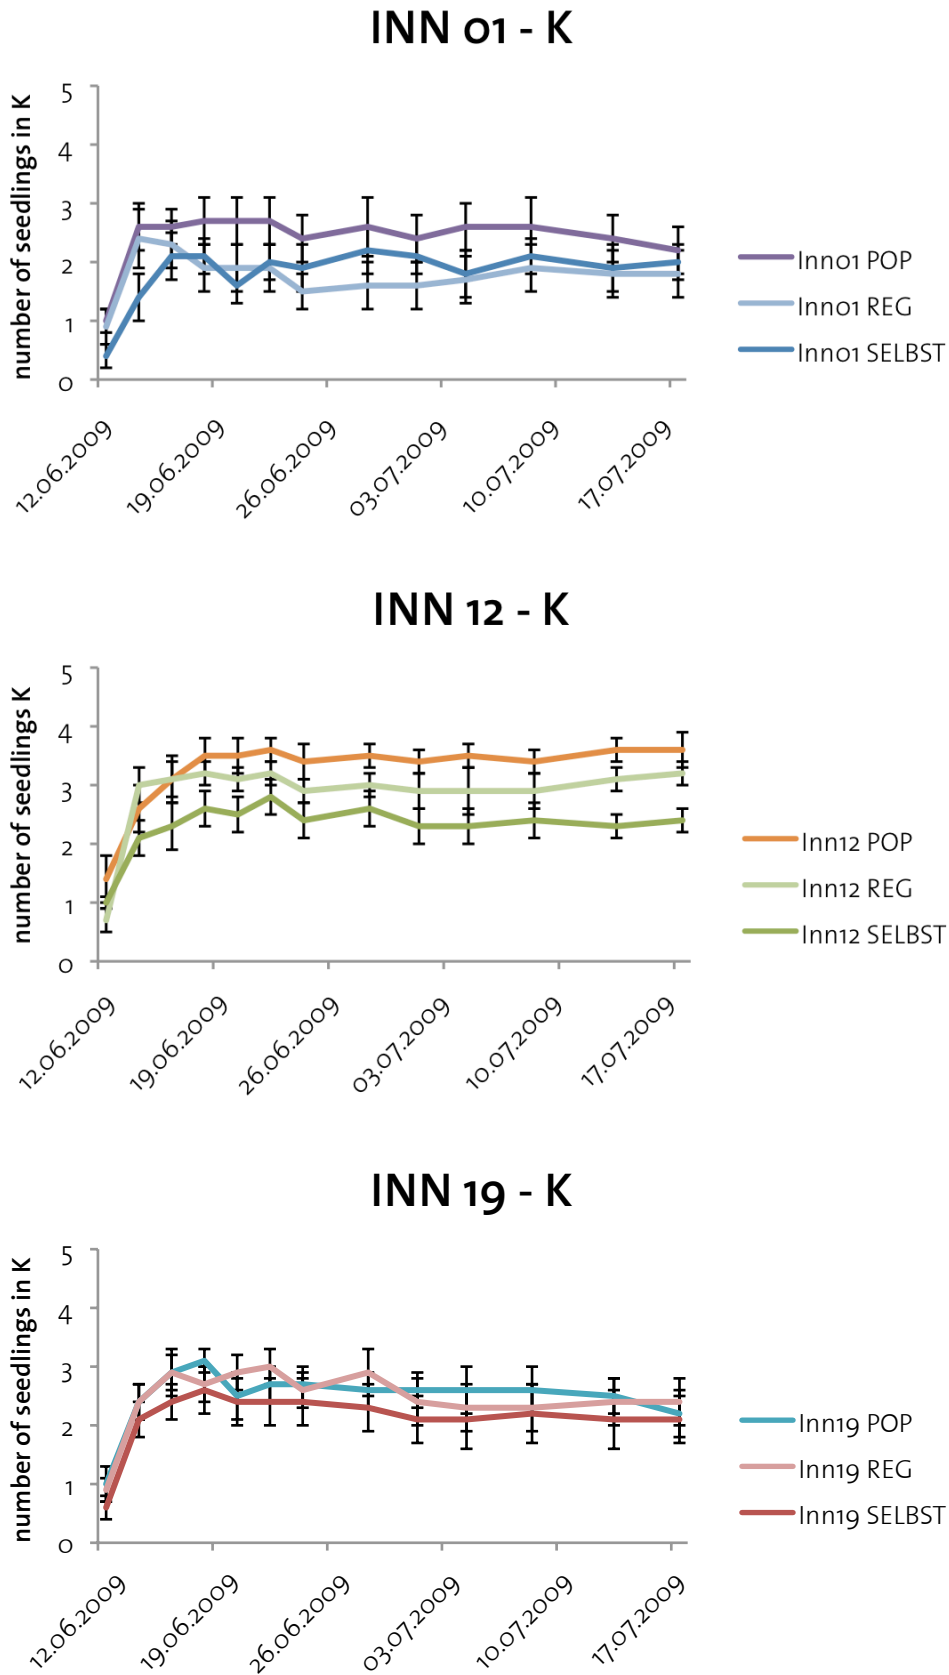 INN 01 - K
number of seedlings in K
5
4
3
2
1
0
12.06.2009
19.06.2009
26.06.2009
03.07.2009
10.07.2009
17.07.2009
Inn01 POP
Inn01 REG
Inn01 SELBST
INN 12 - K
number of seedlings K
5
4
3
2
1
0
12.06.2009
19.06.2009
26.06.2009
03.07.2009
10.07.2009
17.07.2009
Inn12 POP
Inn12 REG
Inn12 SELBST
INN 19 - K
number of seedlings in K
5
4
3
2
1
0
12.06.2009
19.06.2009
26.06.2009
03.07.2009
10.07.2009
17.07.2009
Inn19 POP
Inn19 REG
Inn19 SELBST